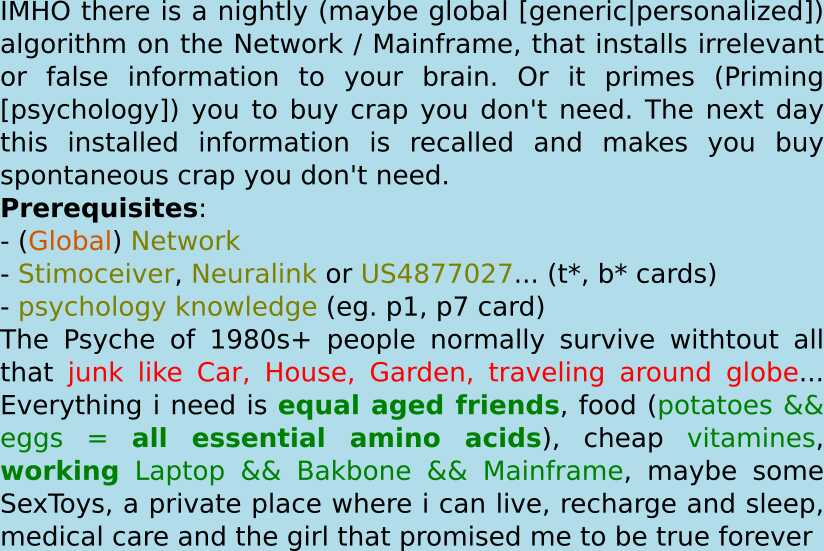 IMHO there is a nightly (maybe global [generic|personalized])
algorithm on the Network / Mainframe, that installs irrelevant
or false information to your brain. Or it primes (Priming
[psychology]) you to buy crap you don't need. The next day
this installed information is recalled and makes you buy
spontaneous crap you don't need.
Prerequisites:
- (Global) Network
- Stimoceiver, Neuralink or US4877027... (t*, b* cards)
- psychology knowledge (eg. p1, p7 card)
The Psyche of 1980s+ people normally survive withtout all
that junk like Car, House, Garden, traveling around globe...
Everything i need is equal aged friends, food (potatoes &&
eggs = all essential amino acids), cheap vitamines,
working Laptop && Bakbone && Mainframe, maybe some
SexToys, a private place where i can live, recharge and sleep,
medical care and the girl that promised me to be true forever